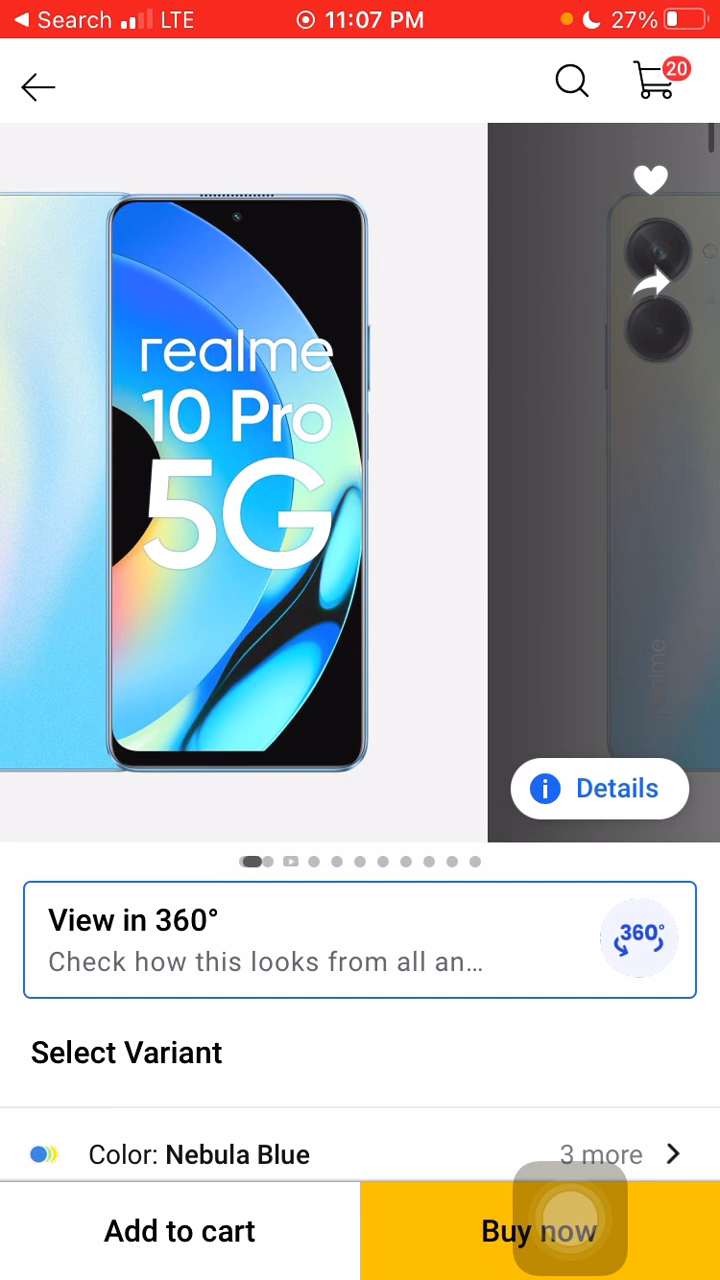 Search LTE 11:07 PM 27%
20
realme
10 Pro
5G
realme
Details
View in 360°
360°
Check how this looks from all an...
Select Variant
Color: Nebula Blue 3 more
Add to cart Buy now